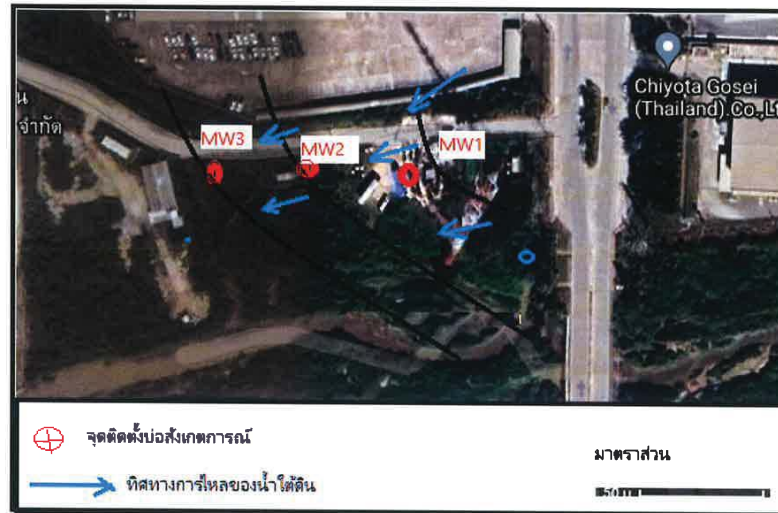 Chiyota Gosei
(Thailand).Co.,L
น
จำกัด
MW3
MW2
MW1
จุดติดตั้งบ่อสังเกตการณ์
ทิศทางการไหลของน้ำใต้ดิน
มาตราส่วน
50